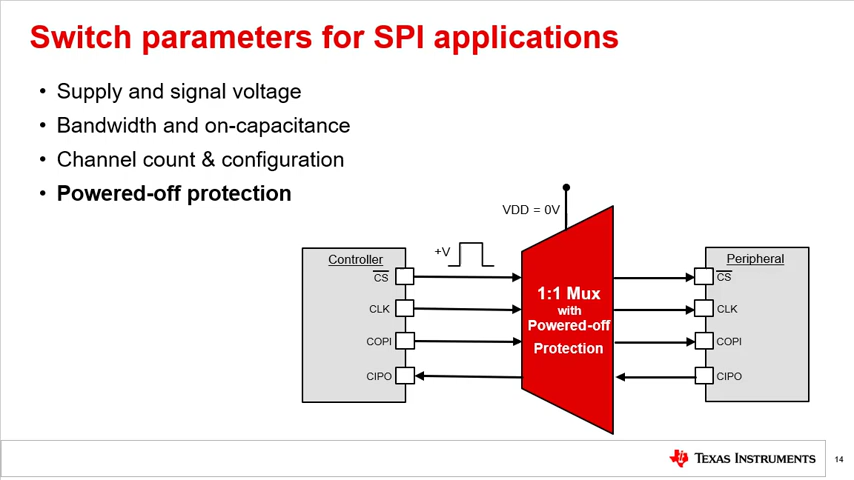 Switch parameters for SPI applications
• Supply and signal voltage
• Bandwidth and on-capacitance
• Channel count & configuration
• Powered-off protection
VDD = 0V
+V
Controller
CS
CLK
COPI
CIPO
1:1 Mux
with
Powered-off
Protection
Peripheral
CS
CLK
COPI
CIPO
TEXAS INSTRUMENTS
14